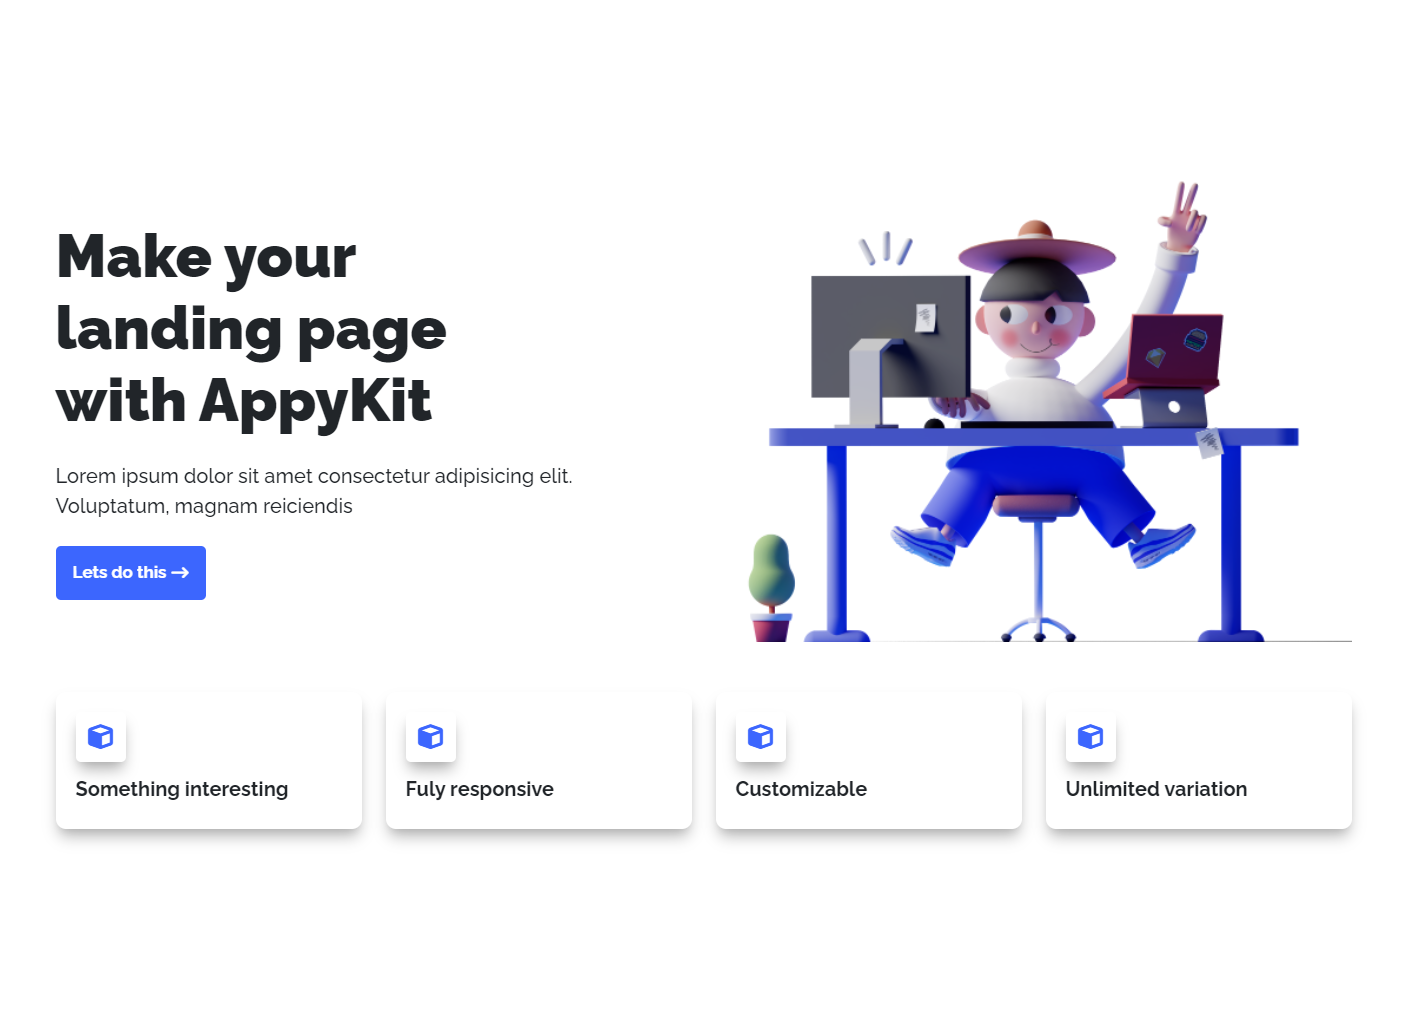 Make your
landing page
with AppyKit
Lorem ipsum dolor sit amet consectetur adipisicing elit.
Voluptatum, magnam reiciendis
Lets do this →
Something interesting
Fuly responsive
Customizable
Unlimited variation